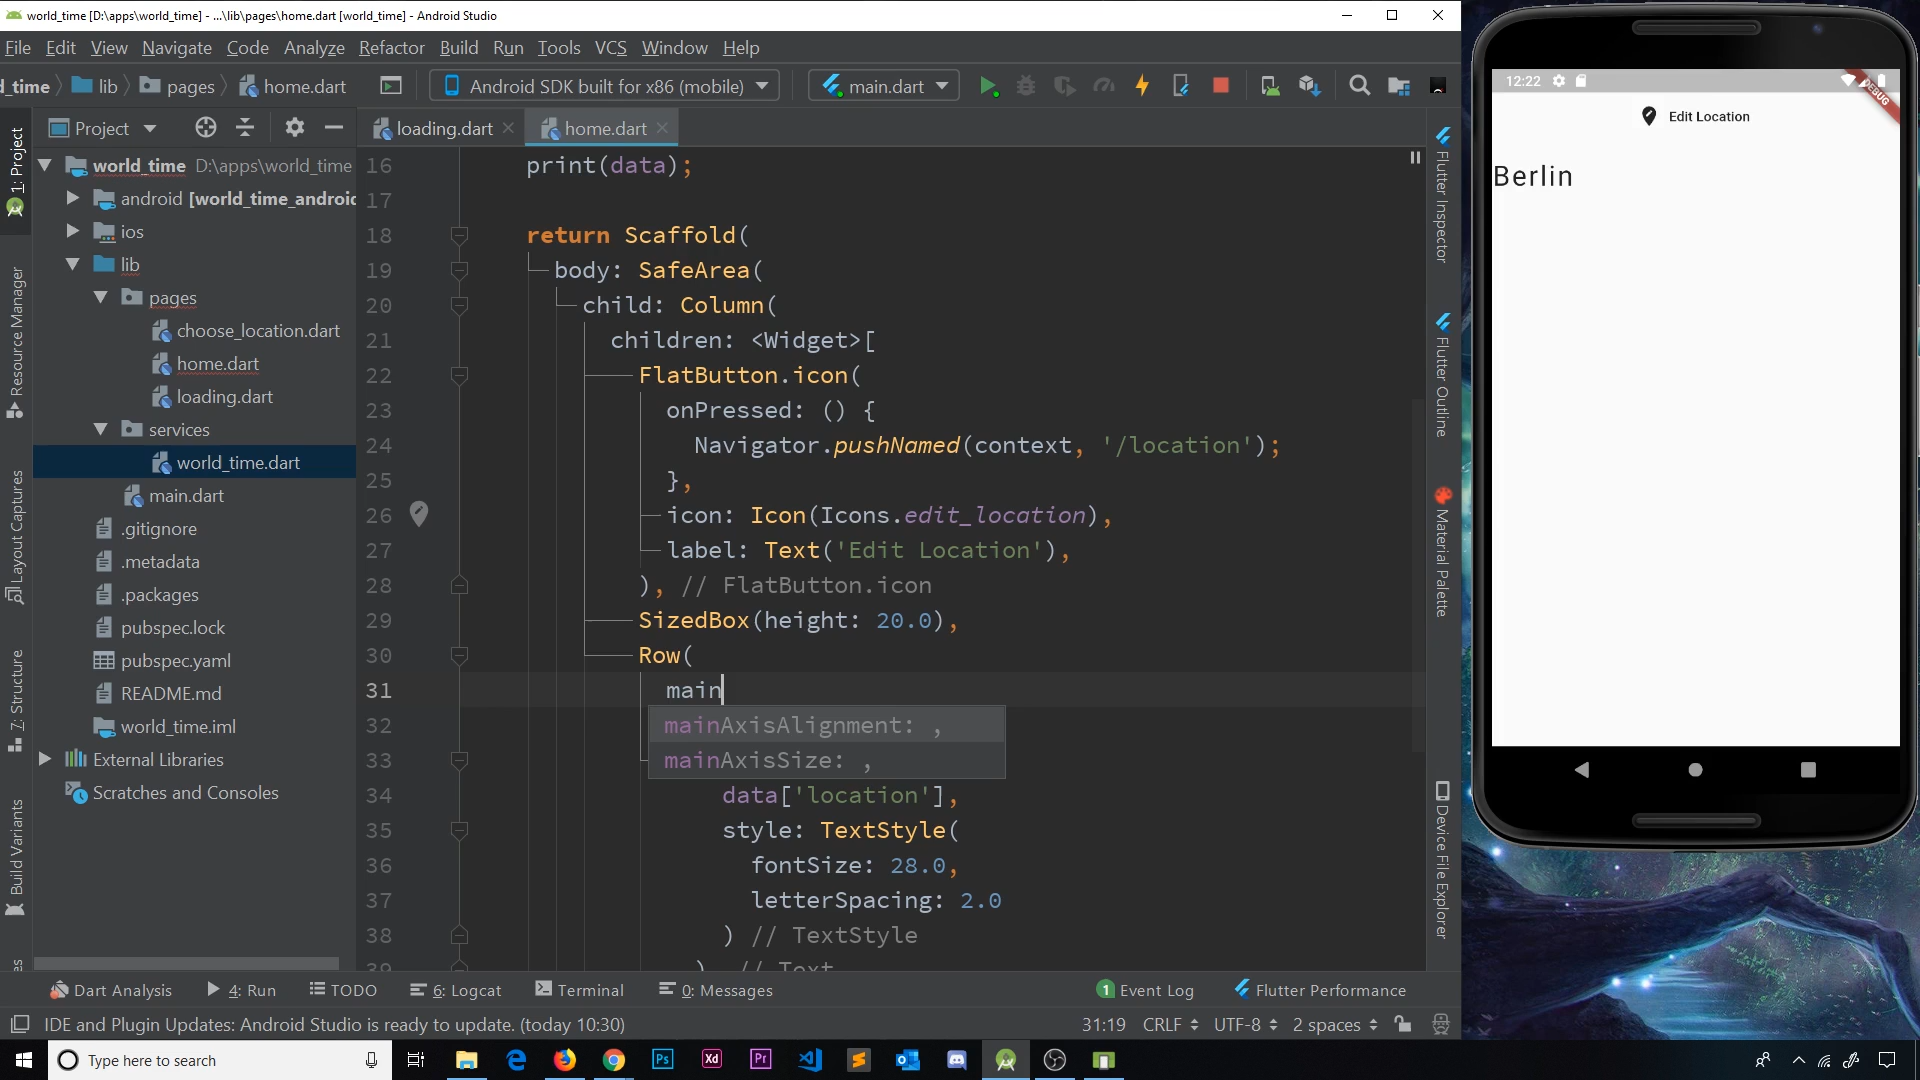 world_time [D:\apps\world_time] - ...\lib\pages\home.dart [world_time] - Android Studio
File Edit View Navigate Code Analyze Refactor Build Run Tools VCS Window Help
d_time lib pages home.dart Android SDK built for x86 (mobile) main.dart
Project
loading.dart home.dart
world_time D:\apps\world_time
android [world_time_android
ios
lib
pages
choose_location.dart
home.dart
loading.dart
services
world_time.dart
main.dart
.gitignore
.metadata
.packages
pubspec.lock
pubspec.yaml
README.md
world_time.iml
External Libraries
Scratches and Consoles
1: Project
Resource Manager
Layout Captures
Z: Structure
Build Variants
16 print(data);
17
18 return Scaffold(
19 body: SafeArea(
20 child: Column(
21 children: <Widget>[
22 FlatButton.icon(
23 onPressed: () {
24 Navigator.pushNamed(context, '/location');
25 },
26 icon: Icon(Icons.edit_location),
27 label: Text('Edit Location'),
28 ), // FlatButton.icon
29 SizedBox(height: 20.0),
30 Row(
31 main
32 mainAxisAlignment: ,
33 mainAxisSize: ,
34 data['location'],
35 style: TextStyle(
36 fontSize: 28.0,
37 letterSpacing: 2.0
38 ) // TextStyle
39 ) // Text
Flutter Inspector
Flutter Outline
Material Palette
Device File Explorer
12:22
DEBUG
Edit Location
Berlin
Dart Analysis 4: Run TODO 6: Logcat Terminal 0: Messages 1 Event Log Flutter Performance
IDE and Plugin Updates: Android Studio is ready to update. (today 10:30) 31:19 CRLF UTF-8 2 spaces
Type here to search
Ps
Xd
Pr